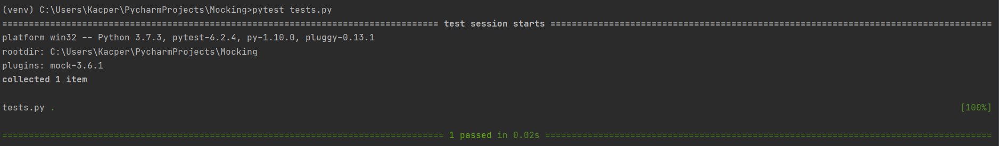 (venv) C:\Users\Kacper\PycharmProjects\Mocking>pytest tests.py
================================================================================== test session starts ===================================================================================
platform win32 -- Python 3.7.3, pytest-6.2.4, py-1.10.0, pluggy-0.13.1
rootdir: C:\Users\Kacper\PycharmProjects\Mocking
plugins: mock-3.6.1
collected 1 item
tests.py . [100%]
=================================================================================== 1 passed in 0.02s ====================================================================================